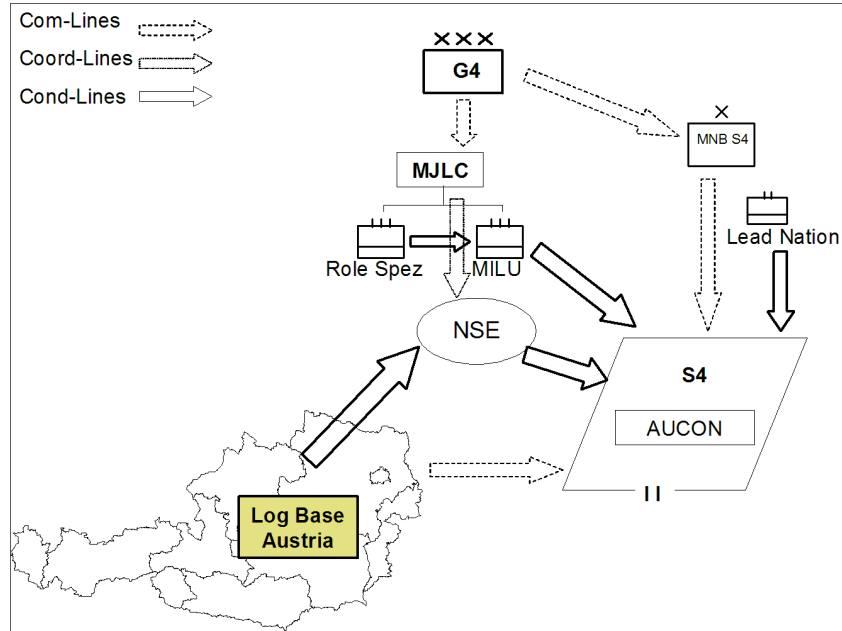 Com-Lines
Coord-Lines
Cond-Lines
G4
MNB S4
MJLC
Role Spez
MILU
Lead Nation
NSE
S4
AUCON
Log Base
Austria